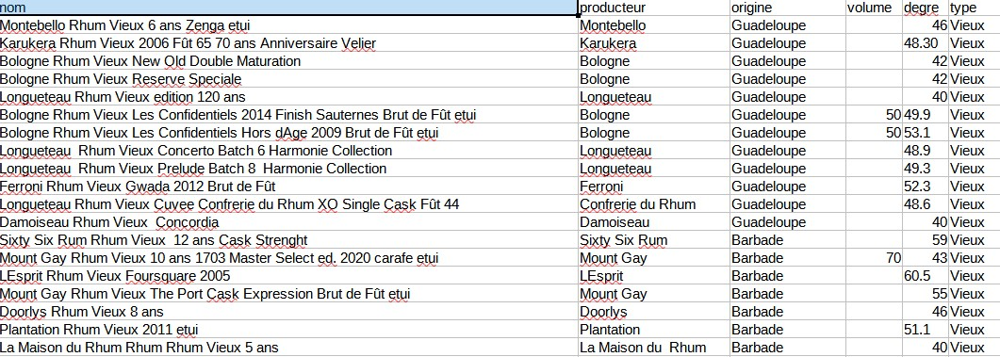 nom producteur origine volume degre type
Montebello Rhum Vieux 6 ans Zenga etui Montebello Guadeloupe 46 Vieux
Karukera Rhum Vieux 2006 Fût 65 70 ans Anniversaire Velier Karukera Guadeloupe 48.30 Vieux
Bologne Rhum Vieux New Old Double Maturation Bologne Guadeloupe 42 Vieux
Bologne Rhum Vieux Reserve Speciale Bologne Guadeloupe 42 Vieux
Longueteau Rhum Vieux edition 120 ans Longueteau Guadeloupe 40 Vieux
Bologne Rhum Vieux Les Confidentiels 2014 Finish Sauternes Brut de Fût etui Bologne Guadeloupe 50 49.9 Vieux
Bologne Rhum Vieux Les Confidentiels Hors dAge 2009 Brut de Fût etui Bologne Guadeloupe 50 53.1 Vieux
Longueteau  Rhum Vieux Concerto Batch 6 Harmonie Collection Longueteau Guadeloupe 48.9 Vieux
Longueteau  Rhum Vieux Prelude Batch 8  Harmonie Collection Longueteau Guadeloupe 49.3 Vieux
Ferroni Rhum Vieux Gwada 2012 Brut de Fût Ferroni Guadeloupe 52.3 Vieux
Longueteau Rhum Vieux Cuvee Confrerie du Rhum XO Single Cask Fût 44 Confrerie du Rhum Guadeloupe 48.6 Vieux
Damoiseau Rhum Vieux  Concordia Damoiseau Guadeloupe 40 Vieux
Sixty Six Rum Rhum Vieux  12 ans Cask Strenght Sixty Six Rum Barbade 59 Vieux
Mount Gay Rhum Vieux 10 ans 1703 Master Select ed. 2020 carafe etui Mount Gay Barbade 70 43 Vieux
LEsprit Rhum Vieux Foursquare 2005 LEsprit Barbade 60.5 Vieux
Mount Gay Rhum Vieux The Port Cask Expression Brut de Fût etui Mount Gay Barbade 55 Vieux
Doorlys Rhum Vieux 8 ans Doorlys Barbade 46 Vieux
Plantation Rhum Vieux 2011 etui Plantation Barbade 51.1 Vieux
La Maison du Rhum Rhum Rhum Vieux 5 ans La Maison du  Rhum Barbade 40 Vieux